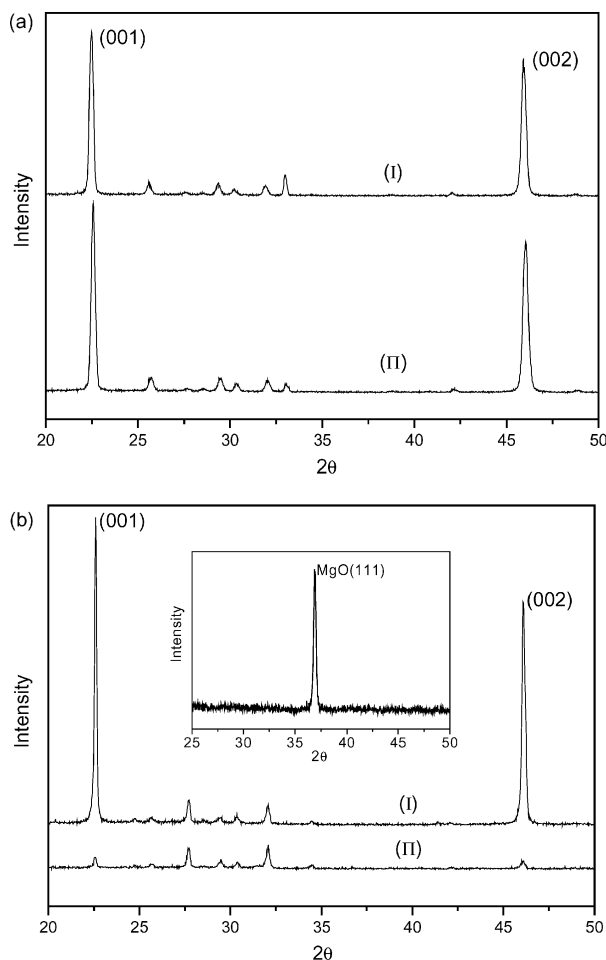 (a)
(001)
(002)
(I)
(Π)
Intensity
20 25 30 35 40 45 50
2θ
(b)
(001)
MgO(111)
(002)
Intensity
25 30 35 40 45 50
2θ
Intensity
(I)
(Π)
20 25 30 35 40 45 50
2θ